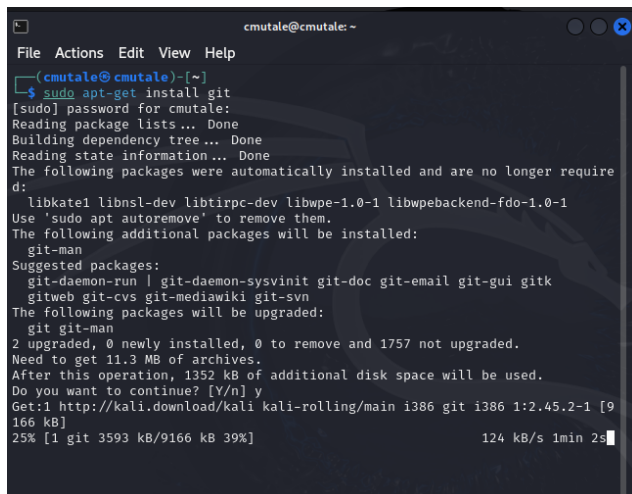 cmutale@cmutale: ~
File Actions Edit View Help
┌──(cmutale㉿cmutale)-[~]
└─$ sudo apt-get install git
[sudo] password for cmutale:
Reading package lists... Done
Building dependency tree... Done
Reading state information... Done
The following packages were automatically installed and are no longer require
d:
  libkate1 libnsl-dev libtirpc-dev libwpe-1.0-1 libwpebackend-fdo-1.0-1
Use 'sudo apt autoremove' to remove them.
The following additional packages will be installed:
  git-man
Suggested packages:
  git-daemon-run | git-daemon-sysvinit git-doc git-email git-gui gitk
  gitweb git-cvs git-mediawiki git-svn
The following packages will be upgraded:
  git git-man
2 upgraded, 0 newly installed, 0 to remove and 1757 not upgraded.
Need to get 11.3 MB of archives.
After this operation, 1352 kB of additional disk space will be used.
Do you want to continue? [Y/n] y
Get:1 http://kali.download/kali kali-rolling/main i386 git i386 1:2.45.2-1 [9
166 kB]
25% [1 git 3593 kB/9166 kB 39%] 124 kB/s 1min 2s